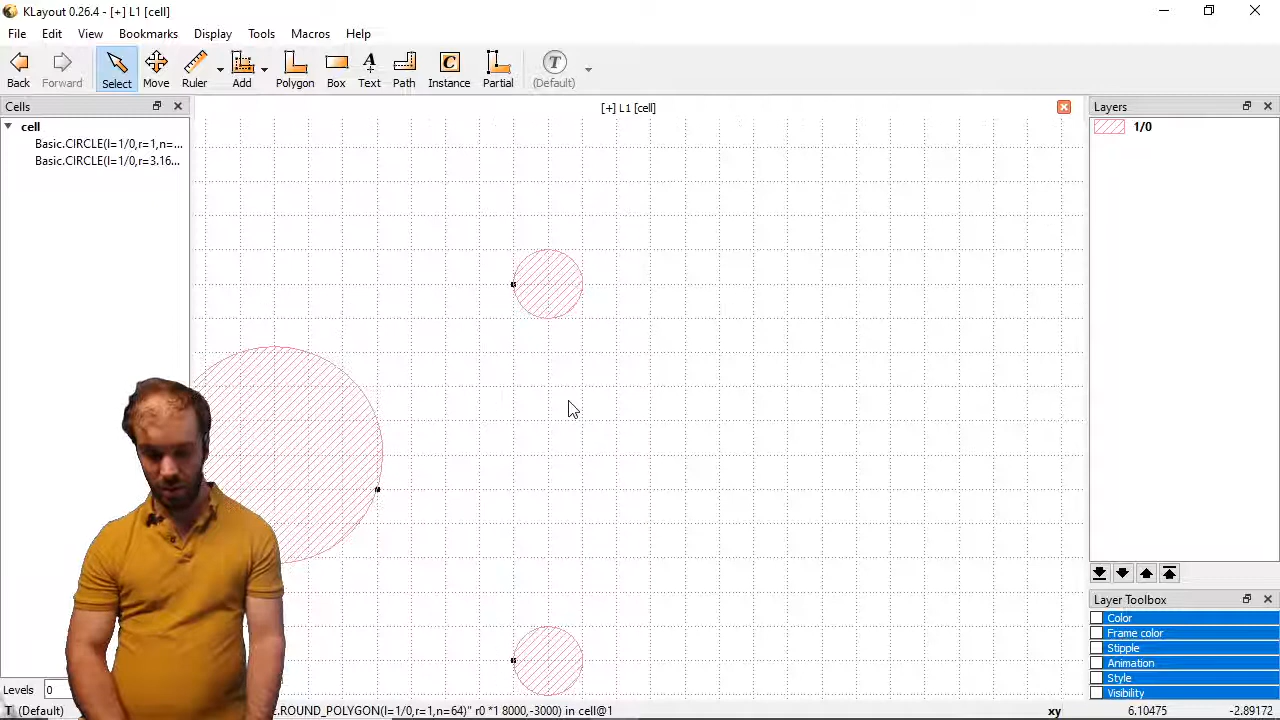 KLayout 0.26.4 - [+] L1 [cell]
File Edit View Bookmarks Display Tools Macros Help
Back Forward Select Move Ruler Add Polygon Box Text Path Instance Partial (Default)
Cells
[+] L1 [cell]
Layers
cell
Basic.CIRCLE(l=1/0,r=1,n=...
Basic.CIRCLE(l=1/0,r=3.16...
1/0
Layer Toolbox
Color
Frame color
Stipple
Animation
Style
Visibility
Levels 0
T (Default) .ROUND_POLYGON(l=1/0,r=1,n=64)" r0 *1 8000,-3000) in cell@1 xy 6.10475 -2.89172